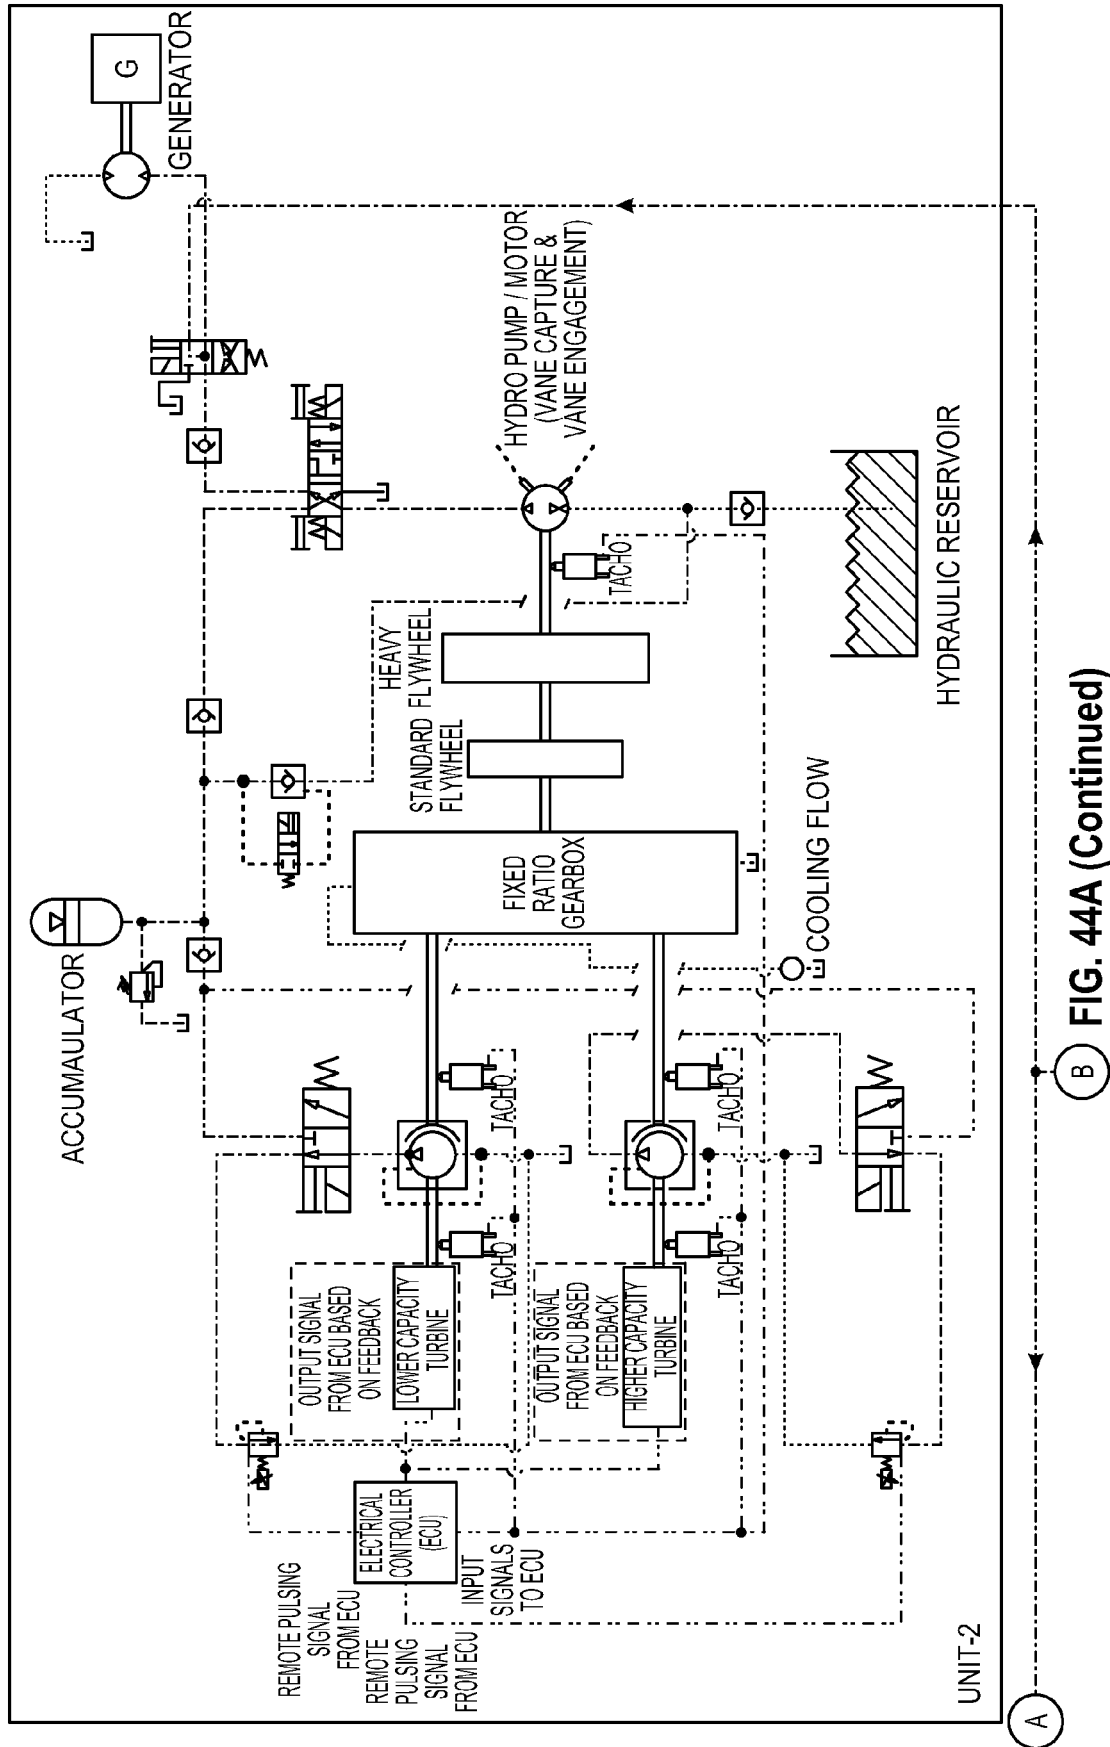 ACCUMAULATOR
G
GENERATOR
HYDRO PUMP / MOTOR
(VANE CAPTURE &
VANE ENGAGEMENT)
HEAVY
FLYWHEEL
STANDARD
FLYWHEEL
TACHO
FIXED
RATIO
GEARBOX
COOLING FLOW
HYDRAULIC RESERVOIR
TACHO
TACHO
TACHO
TACHO
OUTPUT SIGNAL
FROM ECU BASED
ON FEEDBACK
LOWER CAPACITY
TURBINE
OUTPUT SIGNAL
FROM ECU BASED
ON FEEDBACK
HIGHER CAPACITY
TURBINE
ELECTRICAL
CONTROLLER
(ECU)
REMOTE PULSING
SIGNAL
FROM ECU
REMOTE
PULSING
SIGNAL
FROM ECU
INPUT
SIGNALS
TO ECU
UNIT-2
A
B
FIG. 44A (Continued)